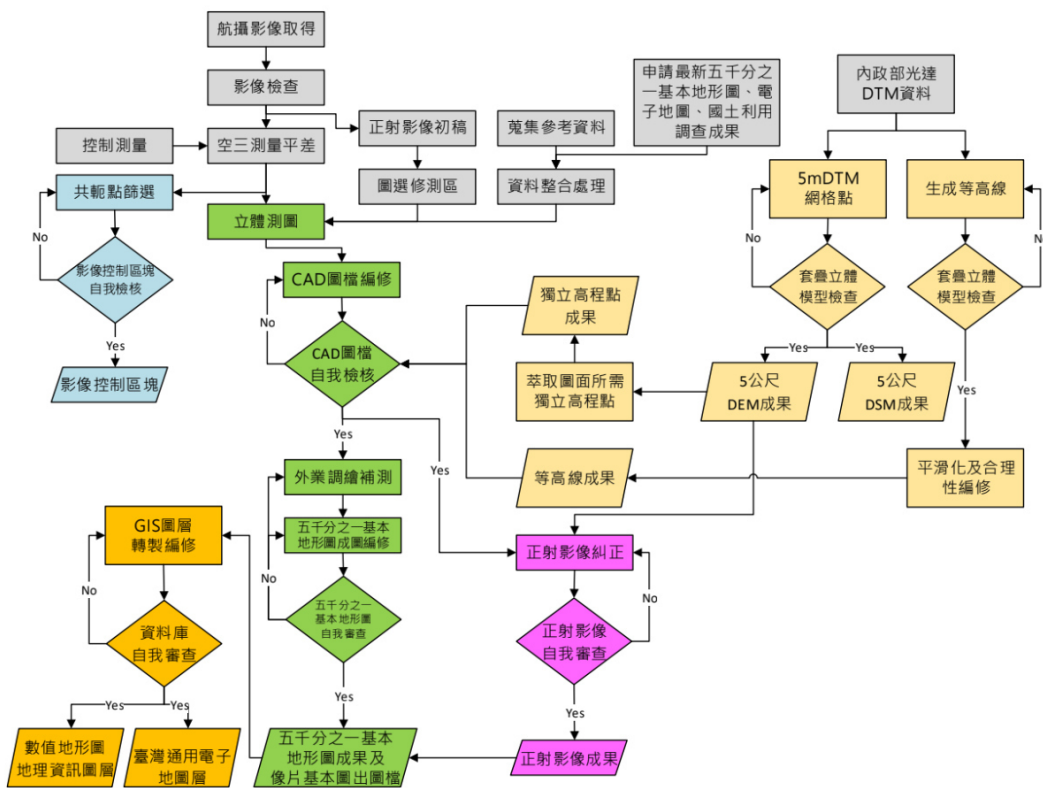 航攝影像取得
影像檢查
控制測量
空三測量平差
正射影像初稿
圖選修測區
蒐集參考資料
資料整合處理
申請最新五千分之
一基本地形圖、電
子地圖、國土利用
調查成果
內政部光達
DTM資料
共軛點篩選
No
影像控制區塊
自我檢核
Yes
影像控制區塊
立體測圖
CAD圖檔編修
No
CAD圖檔
自我檢核
Yes
Yes
5mDTM
網格點
No
套疊立體
模型檢查
Yes
Yes
生成等高線
N
套疊立體
模型檢查
Yes
獨立高程點
成果
萃取圖面所需
獨立高程點
5公尺
DEM成果
5公尺
DSM成果
等高線成果
平滑化及合理
性編修
外業調繪補測
五千分之一基本
地形圖成圖編修
No
五千分之一
基本地形圖
自我審查
Yes
正射影像糾正
No
正射影像
自我審查
Yes
正射影像成果
GIS圖層
轉製編修
No
資料庫
自我審查
Yes
Yes
數值地形圖
地理資訊圖層
臺灣通用電子
地圖層
五千分之一基本
地形圖成果及
像片基本圖出圖檔